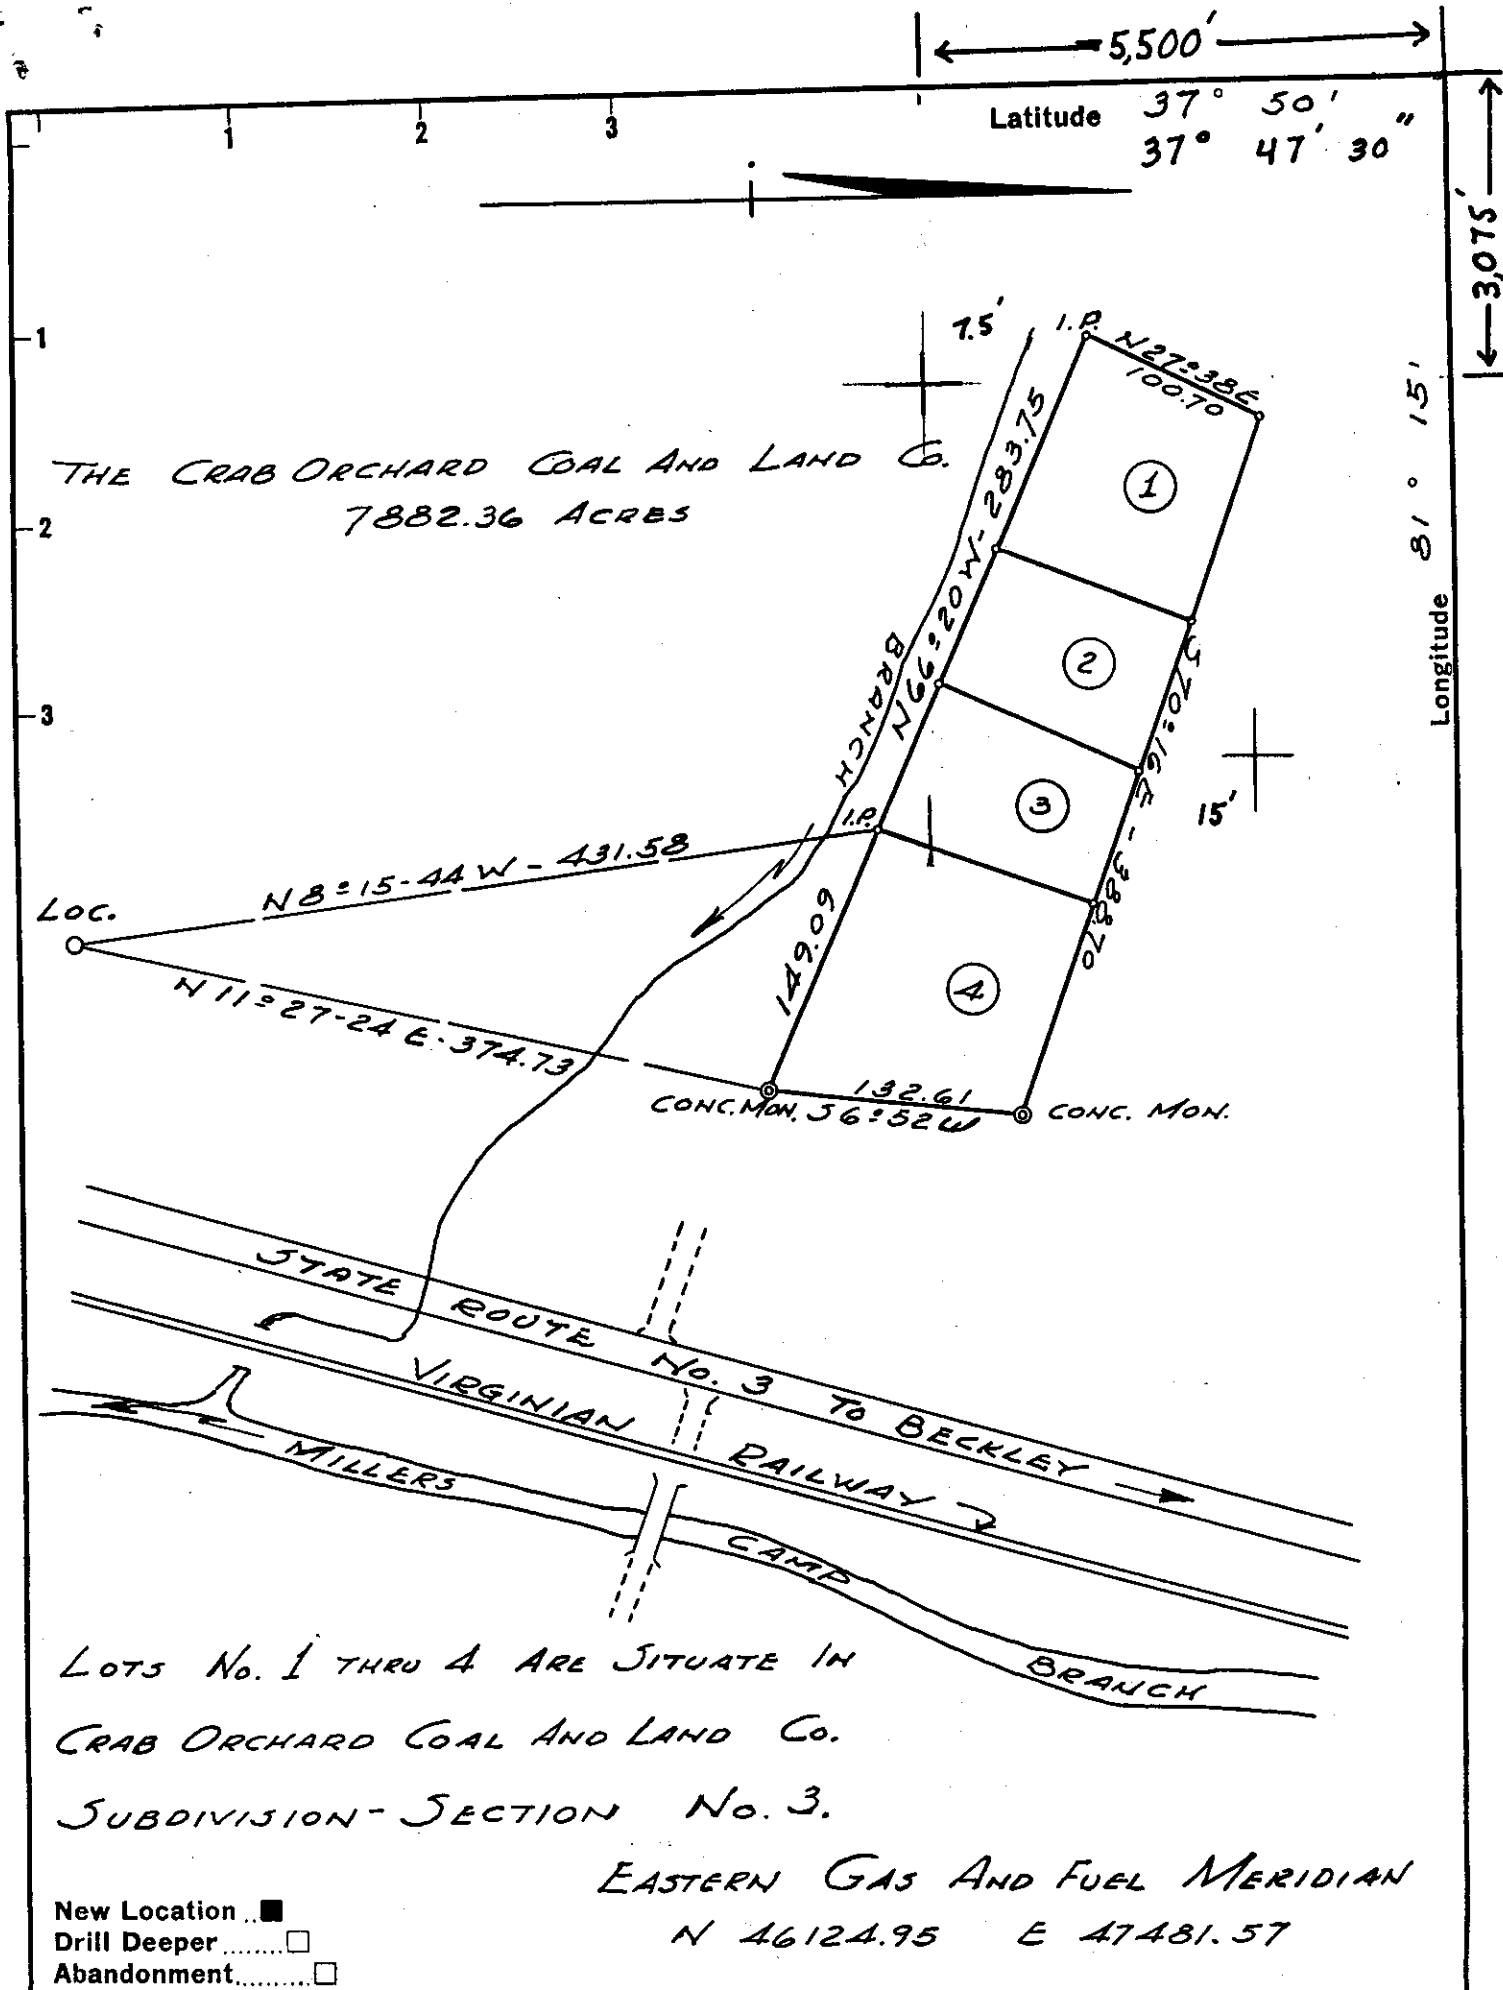 5,500'
Latitude 37° 50'
37° 47' 30"
1 2 3
3,075'
1
2
3
7.5'
I.P.
N27°38E
100.70
THE CRAB ORCHARD COAL AND LAND CO.
7882.36 ACRES
N66°20W-283.75
BRANCH
1
2
3
4
S70°16E-380.70
15'
Longitude 81° 15'
I.P.
N8°15-44W-431.58
LOC.
N11°27-24E-374.73
149.09
132.61
CONC. MON. S6°52W
CONC. MON.
STATE ROUTE No. 3 TO BECKLEY
VIRGINIAN RAILWAY
MILLERS CAMP BRANCH
LOTS No. 1 THRU 4 ARE SITUATE IN
CRAB ORCHARD COAL AND LAND CO.
SUBDIVISION-SECTION No. 3.
EASTERN GAS AND FUEL MERIDIAN
N 46124.95 E 47481.57
New Location..
Drill Deeper........
Abandonment..........